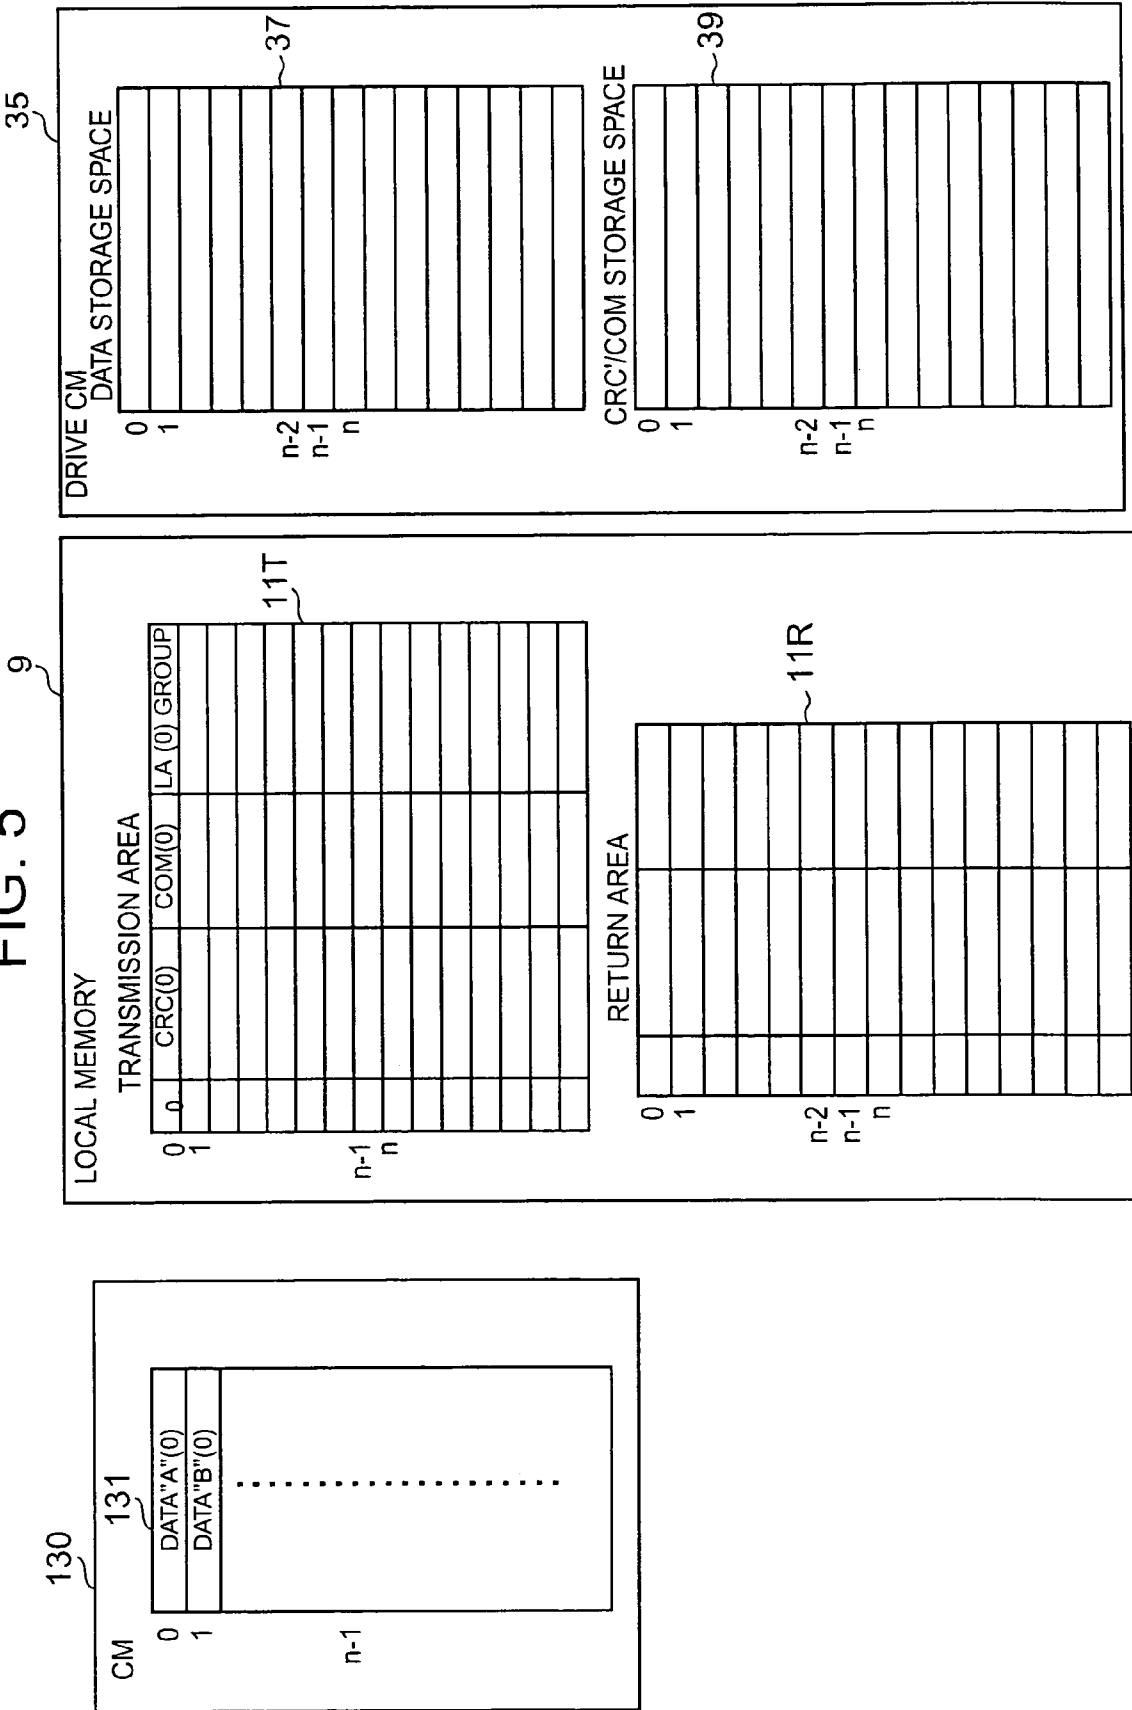 FIG. 5
130
CM
131
0
DATA"A"(0)
1
DATA"B"(0)
n-1
9
LOCAL MEMORY
TRANSMISSION AREA
0
0
CRC(0)
COM(0)
LA (0) GROUP
1
n-1
n
11T
RETURN AREA
0
1
n-2
n-1
n
11R
35
DRIVE CM
DATA STORAGE SPACE
0
1
n-2
n-1
n
37
CRC'/COM STORAGE SPACE
0
1
n-2
n-1
n
39